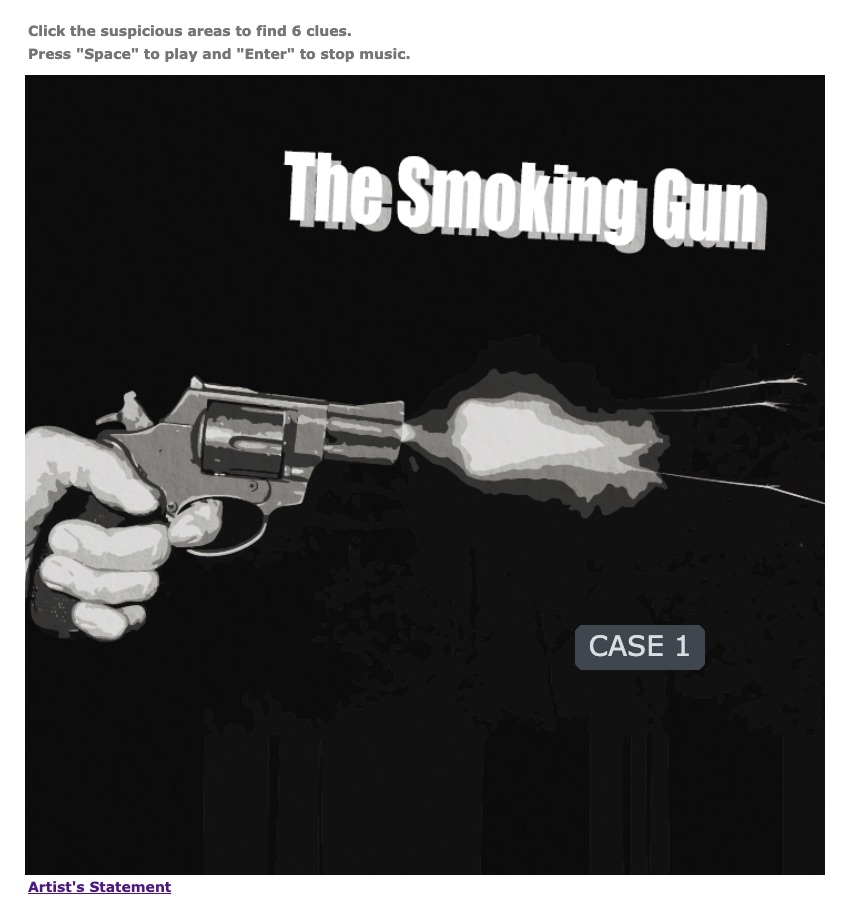 Click the suspicious areas to find 6 clues.
Press "Space" to play and "Enter" to stop music.
The Smoking Gun
CASE 1
Artist's Statement